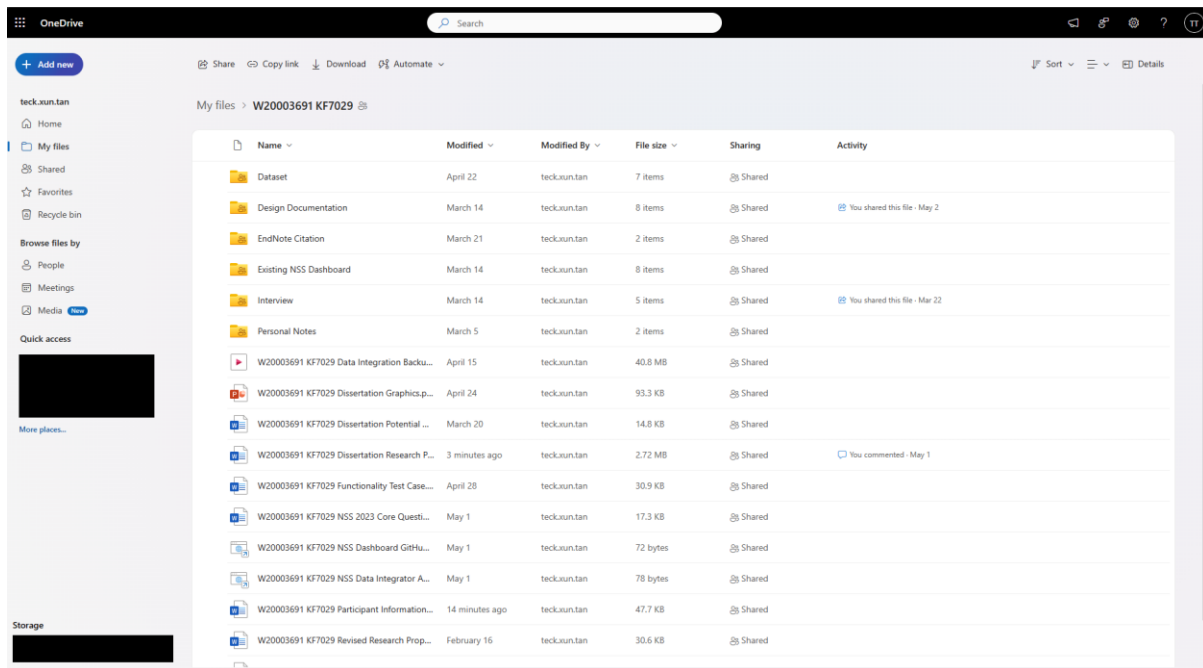 OneDrive
Search
?
TT
+ Add new
Share Copy link Download Automate
Sort Details
teck.xun.tan
Home
My files
Shared
Favorites
Recycle bin
Browse files by
People
Meetings
Media New
Quick access
More places...
Storage
My files > W20003691 KF7029
Name Modified Modified By File size Sharing Activity
Dataset April 22 teck.xun.tan 7 items Shared
Design Documentation March 14 teck.xun.tan 8 items Shared You shared this file · May 2
EndNote Citation March 21 teck.xun.tan 2 items Shared
Existing NSS Dashboard March 14 teck.xun.tan 8 items Shared
Interview March 14 teck.xun.tan 5 items Shared You shared this file · Mar 22
Personal Notes March 5 teck.xun.tan 2 items Shared
W20003691 KF7029 Data Integration Backu... April 15 teck.xun.tan 40.8 MB Shared
W20003691 KF7029 Dissertation Graphics.p... April 24 teck.xun.tan 93.3 KB Shared
W20003691 KF7029 Dissertation Potential ... March 20 teck.xun.tan 14.8 KB Shared
W20003691 KF7029 Dissertation Research P... 3 minutes ago teck.xun.tan 2.72 MB Shared You commented · May 1
W20003691 KF7029 Functionality Test Case.... April 28 teck.xun.tan 30.9 KB Shared
W20003691 KF7029 NSS 2023 Core Questi... May 1 teck.xun.tan 17.3 KB Shared
W20003691 KF7029 NSS Dashboard GitHu... May 1 teck.xun.tan 72 bytes Shared
W20003691 KF7029 NSS Data Integrator A... May 1 teck.xun.tan 78 bytes Shared
W20003691 KF7029 Participant Information... 14 minutes ago teck.xun.tan 47.7 KB Shared
W20003691 KF7029 Revised Research Prop... February 16 teck.xun.tan 30.6 KB Shared